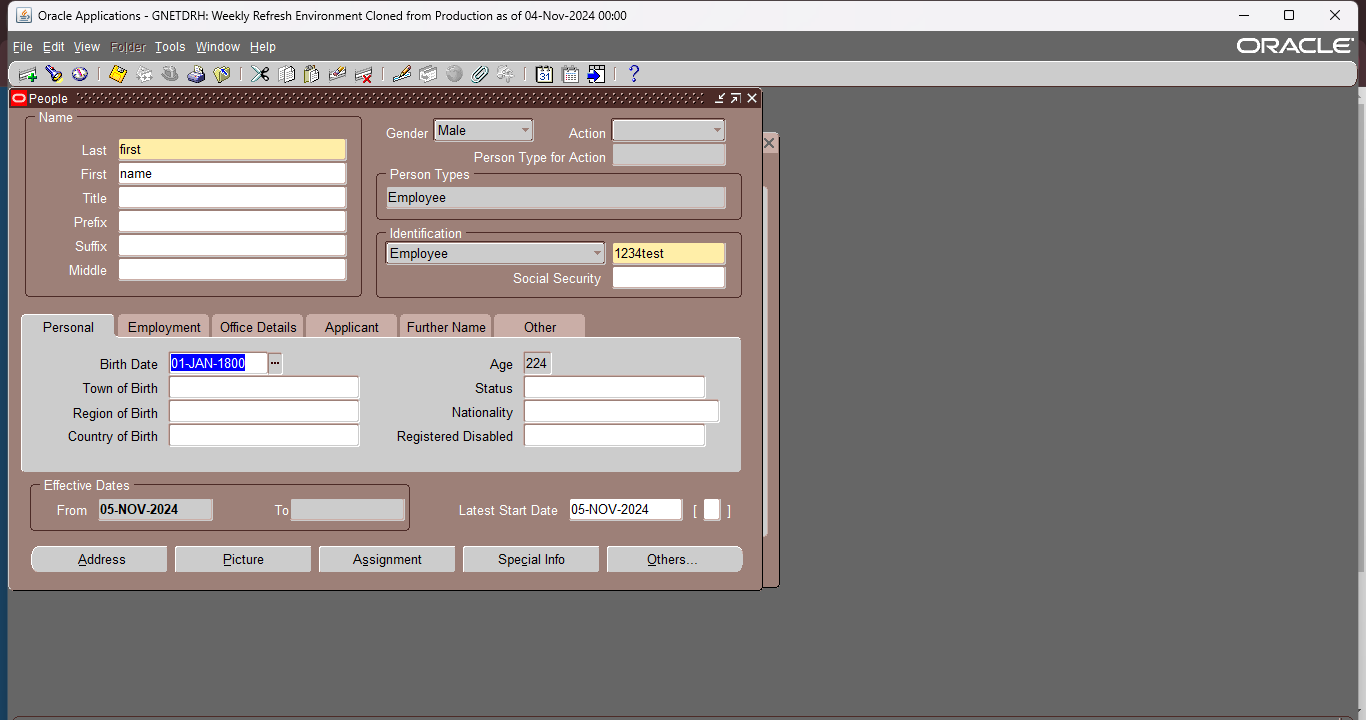 Oracle Applications - GNETDRH: Weekly Refresh Environment Cloned from Production as of 04-Nov-2024 00:00
File Edit View Folder Tools Window Help
ORACLE
31
?
People
Name
Last first
First name
Title
Prefix
Suffix
Middle
Gender Male Action
Person Type for Action
Person Types
Employee
Identification
Employee 1234test
Social Security
Personal Employment Office Details Applicant Further Name Other
Birth Date 01-JAN-1800 ... Age 224
Town of Birth Status
Region of Birth Nationality
Country of Birth Registered Disabled
Effective Dates
From 05-NOV-2024 To Latest Start Date 05-NOV-2024 [ ]
Address Picture Assignment Special Info Others...